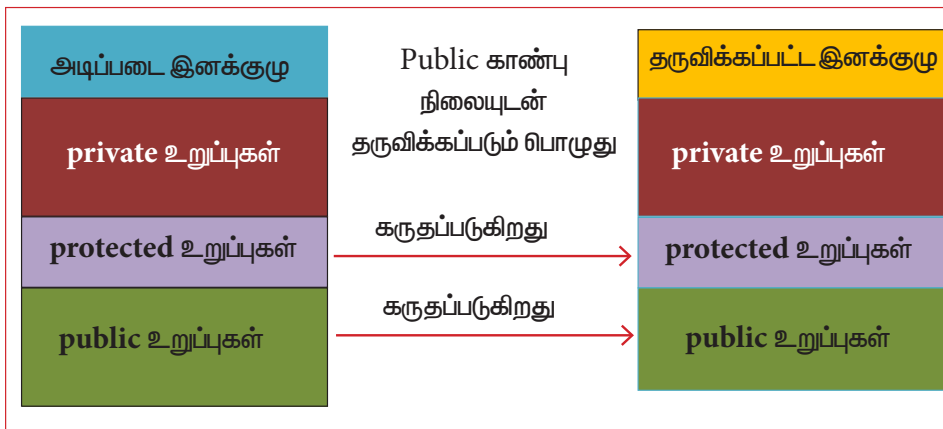 அடிப்படை இனக்குழு
private உறுப்புகள்
protected உறுப்புகள்
public உறுப்புகள்
Public காண்பு
நிலையுடன்
தருவிக்கப்படும் பொழுது
கருதப்படுகிறது
கருதப்படுகிறது
தருவிக்கப்பட்ட இனக்குழு
private உறுப்புகள்
protected உறுப்புகள்
public உறுப்புகள்